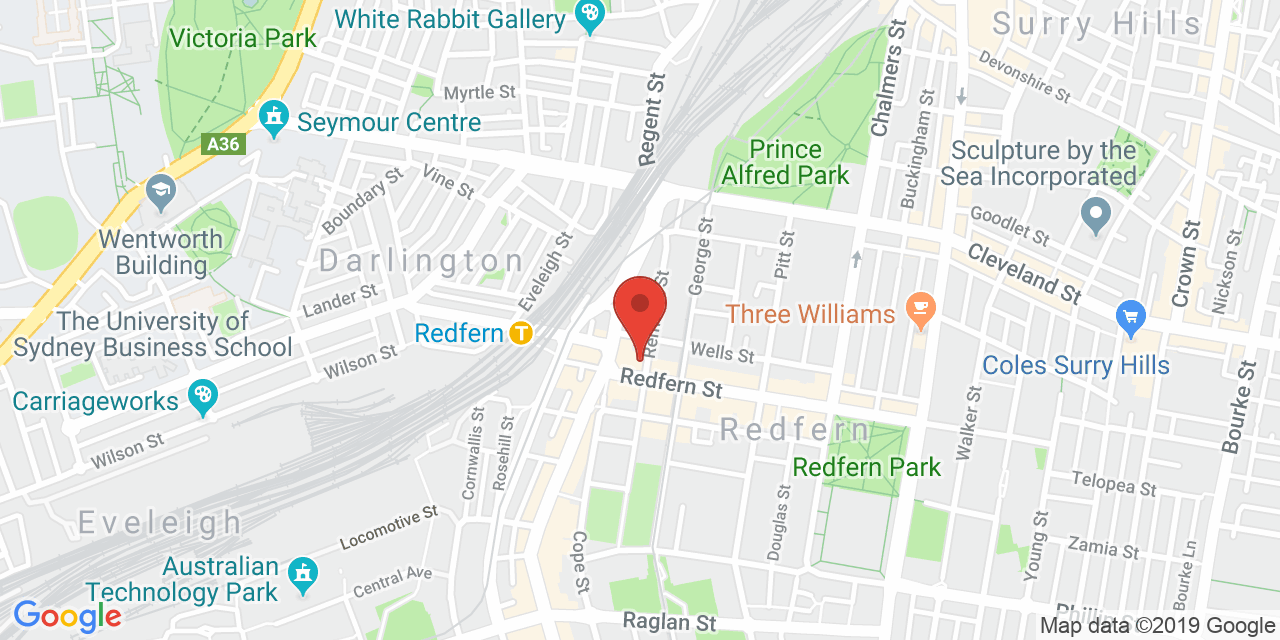 White Rabbit Gallery
Surry Hills
Victoria Park
Devonshire St
Chalmers St
Regent St
Myrtle St
Buckingham St
Seymour Centre
A36
Prince
Alfred Park
Sculpture by the
Sea Incorporated
Vine St
Boundary St
Goodlet St
Wentworth
Building
Darlington
Eveleigh St
George St
Pitt St
Cleveland St
Crown St
Nickson St
Lander St
The University of
Sydney Business School
Redfern
T
Three Williams
Wells St
Wilson St
Coles Surry Hills
Redfern St
Carriageworks
Wilson St
Cornwallis St
Rosehill St
Redfern
Walker St
Bourke St
Redfern Park
Telopea St
Eveleigh
Locomotive St
Cope St
Douglas St
Young St
Zamia St
Bourke Ln
Australian
Technology Park
Central Ave
Raglan St
Google
Map data ©2019 Google